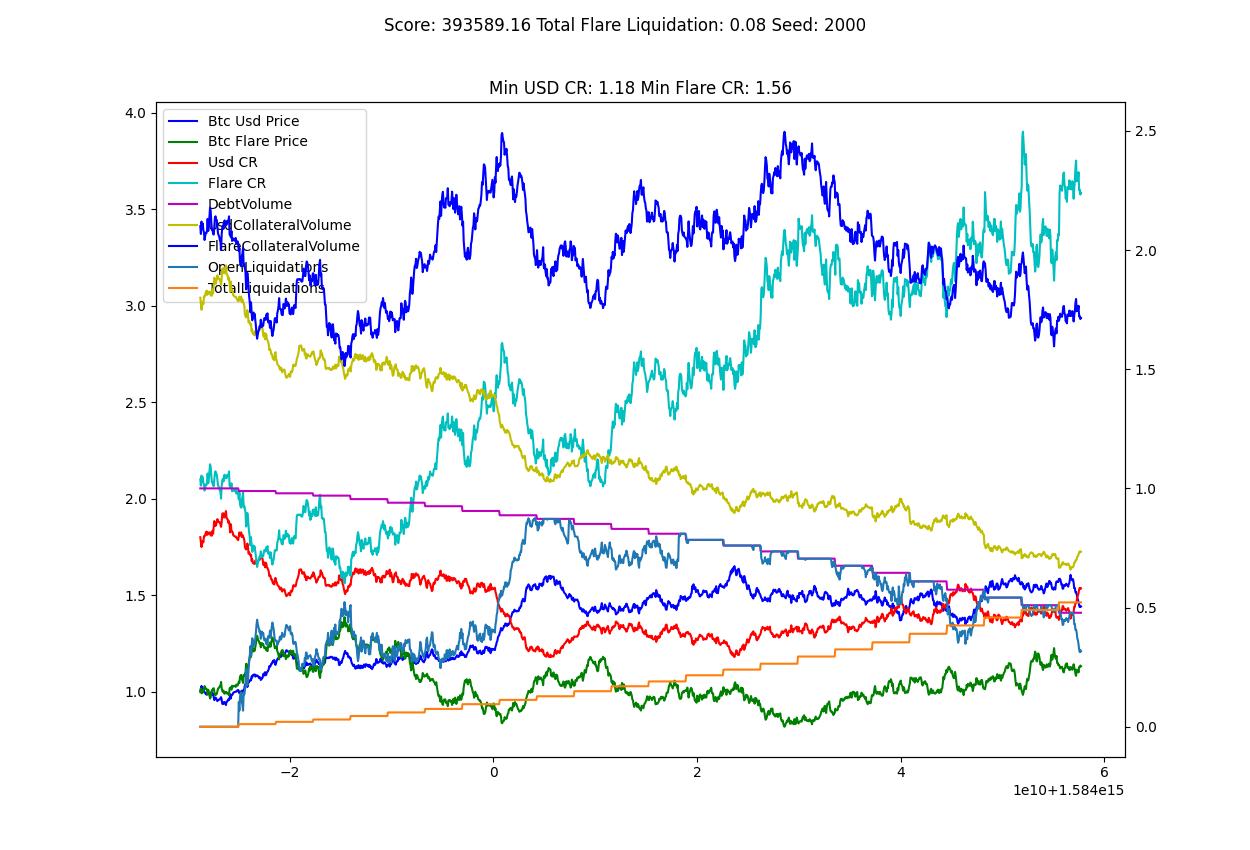 Score: 393589.16 Total Flare Liquidation: 0.08 Seed: 2000
Min USD CR: 1.18 Min Flare CR: 1.56
4.0
3.5
3.0
2.5
2.0
1.5
1.0
Btc Usd Price
Btc Flare Price
Usd CR
Flare CR
DebtVolume
UsdCollateralVolume
FlareCollateralVolume
OpenLiquidations
TotalLiquidations
2.5
2.0
1.5
1.0
0.5
0.0
−2
0
2
4
6
1e10+1.584e15